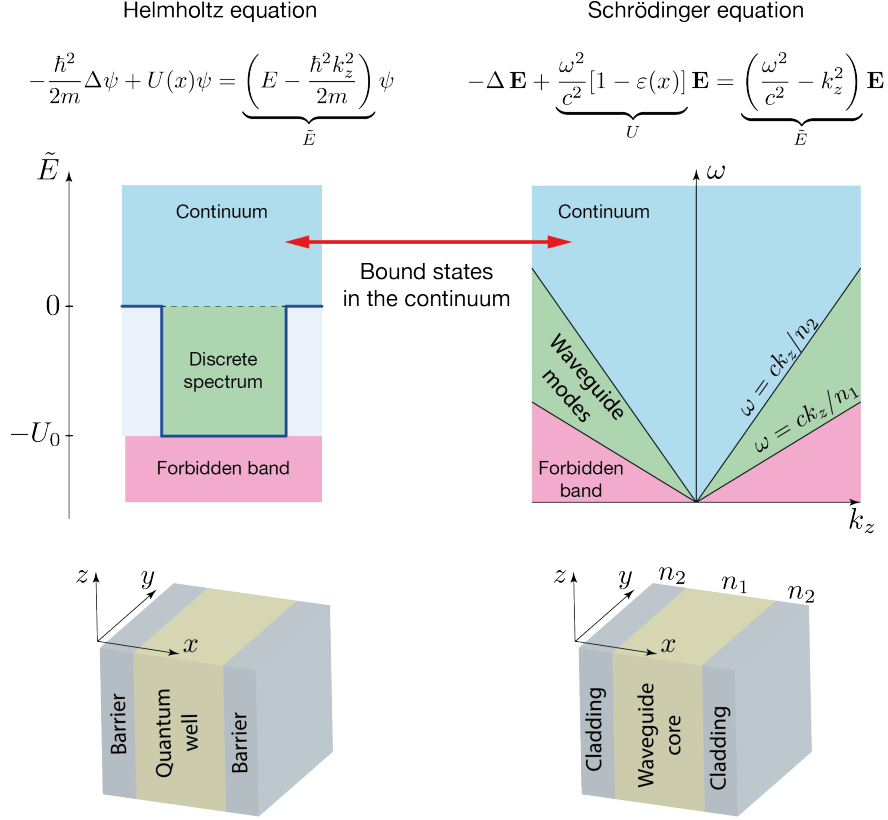 Helmholtz equation
Schrödinger equation
−ħ²/2m Δψ + U(x)ψ = (E − ħ²k_z²/2m) ψ
Ẽ
−Δ E + ω²/c² [1 − ε(x)] E = (ω²/c² − k_z²) E
U
Ẽ
Ẽ
ω
Continuum
Continuum
Bound states
in the continuum
0
Discrete
spectrum
−U₀
Forbidden band
Waveguide
modes
ω = ck_z/n₂
ω = ck_z/n₁
Forbidden
band
k_z
z
y
x
Barrier
Quantum
well
Barrier
z
y
x
n₂
n₁
n₂
Cladding
Waveguide
core
Cladding